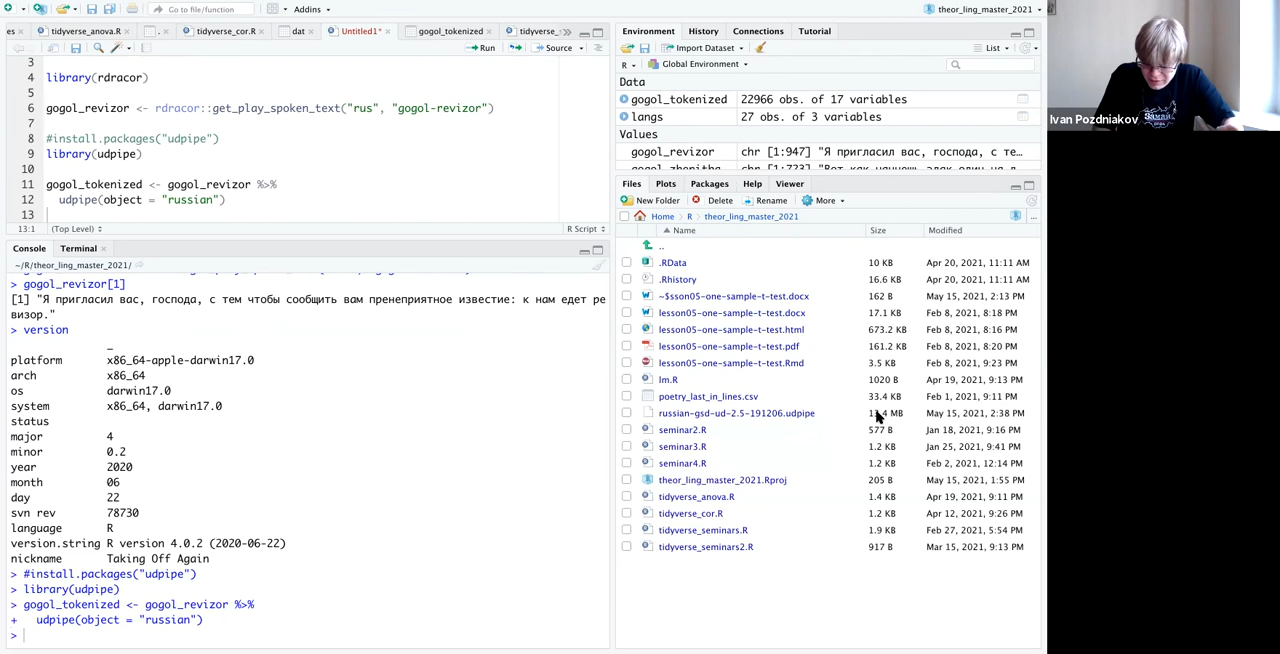 Go to file/function
Addins
theor_ling_master_2021
es
tidyverse_anova.R
.
tidyverse_cor.R
dat
Untitled1*
gogol_tokenized
tidyverse_
Run
Source
3
4 library(rdracor)
5
6 gogol_revizor <- rdracor::get_play_spoken_text("rus", "gogol-revizor")
7
8 #install.packages("udpipe")
9 library(udpipe)
10
11 gogol_tokenized <- gogol_revizor %>%
12 udpipe(object = "russian")
13
13:1 (Top Level) R Script
Console Terminal
~/R/theor_ling_master_2021/
> gogol_revizor[1]
[1] "Я пригласил вас, господа, с тем чтобы сообщить вам пренеприятное известие: к нам едет ре
визор."
> version
_
platform x86_64-apple-darwin17.0
arch x86_64
os darwin17.0
system x86_64, darwin17.0
status
major 4
minor 0.2
year 2020
month 06
day 22
svn rev 78730
language R
version.string R version 4.0.2 (2020-06-22)
nickname Taking Off Again
> #install.packages("udpipe")
> library(udpipe)
> gogol_tokenized <- gogol_revizor %>%
+ udpipe(object = "russian")
>
Environment History Connections Tutorial
Import Dataset List
R Global Environment
Data
gogol_tokenized 22966 obs. of 17 variables
langs 27 obs. of 3 variables
Values
gogol_revizor chr [1:947] "Я пригласил вас, господа, с те…
Files Plots Packages Help Viewer
New Folder Delete Rename More
Home R theor_ling_master_2021 ...
Name Size Modified
..
.RData 10 KB Apr 20, 2021, 11:11 AM
.Rhistory 16.6 KB Apr 20, 2021, 11:11 AM
~$sson05-one-sample-t-test.docx 162 B May 15, 2021, 2:13 PM
lesson05-one-sample-t-test.docx 17.1 KB Feb 8, 2021, 8:18 PM
lesson05-one-sample-t-test.html 673.2 KB Feb 8, 2021, 8:16 PM
lesson05-one-sample-t-test.pdf 161.2 KB Feb 8, 2021, 8:20 PM
lesson05-one-sample-t-test.Rmd 3.5 KB Feb 8, 2021, 9:23 PM
lm.R 1020 B Apr 19, 2021, 9:13 PM
poetry_last_in_lines.csv 33.4 KB Feb 1, 2021, 9:11 PM
russian-gsd-ud-2.5-191206.udpipe MB May 15, 2021, 2:38 PM
seminar2.R 577 B Jan 18, 2021, 9:16 PM
seminar3.R 1.2 KB Jan 25, 2021, 9:41 PM
seminar4.R 1.2 KB Feb 2, 2021, 12:14 PM
theor_ling_master_2021.Rproj 205 B May 15, 2021, 1:55 PM
tidyverse_anova.R 1.4 KB Apr 19, 2021, 9:11 PM
tidyverse_cor.R 1.2 KB Apr 12, 2021, 9:26 PM
tidyverse_seminars.R 1.9 KB Feb 27, 2021, 5:54 PM
tidyverse_seminars2.R 917 B Mar 15, 2021, 9:13 PM
Ivan Pozdniakov